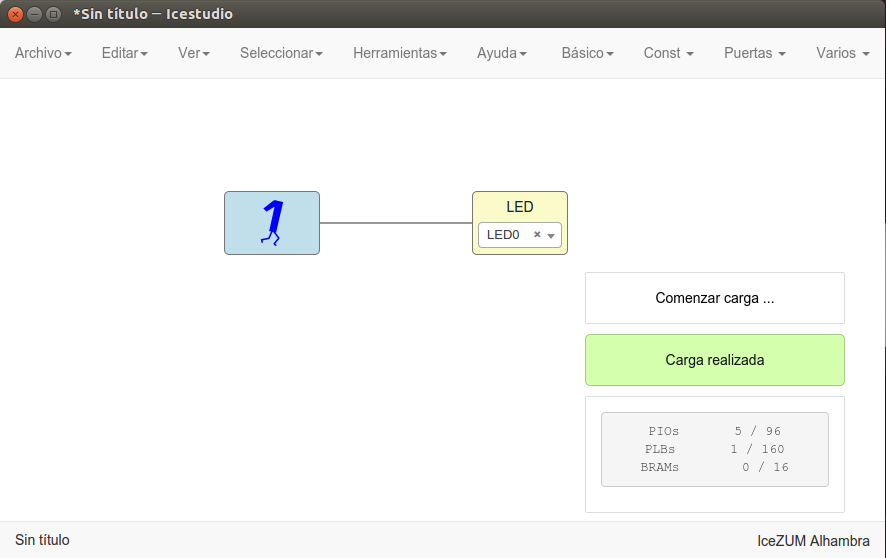 *Sin título — Icestudio
Archivo Editar Ver Seleccionar Herramientas Ayuda Básico Const Puertas Varios
1
LED
LED0 ×
Comenzar carga ...
Carga realizada
PIOs 5 / 96
PLBs 1 / 160
BRAMs 0 / 16
Sin título
IceZUM Alhambra